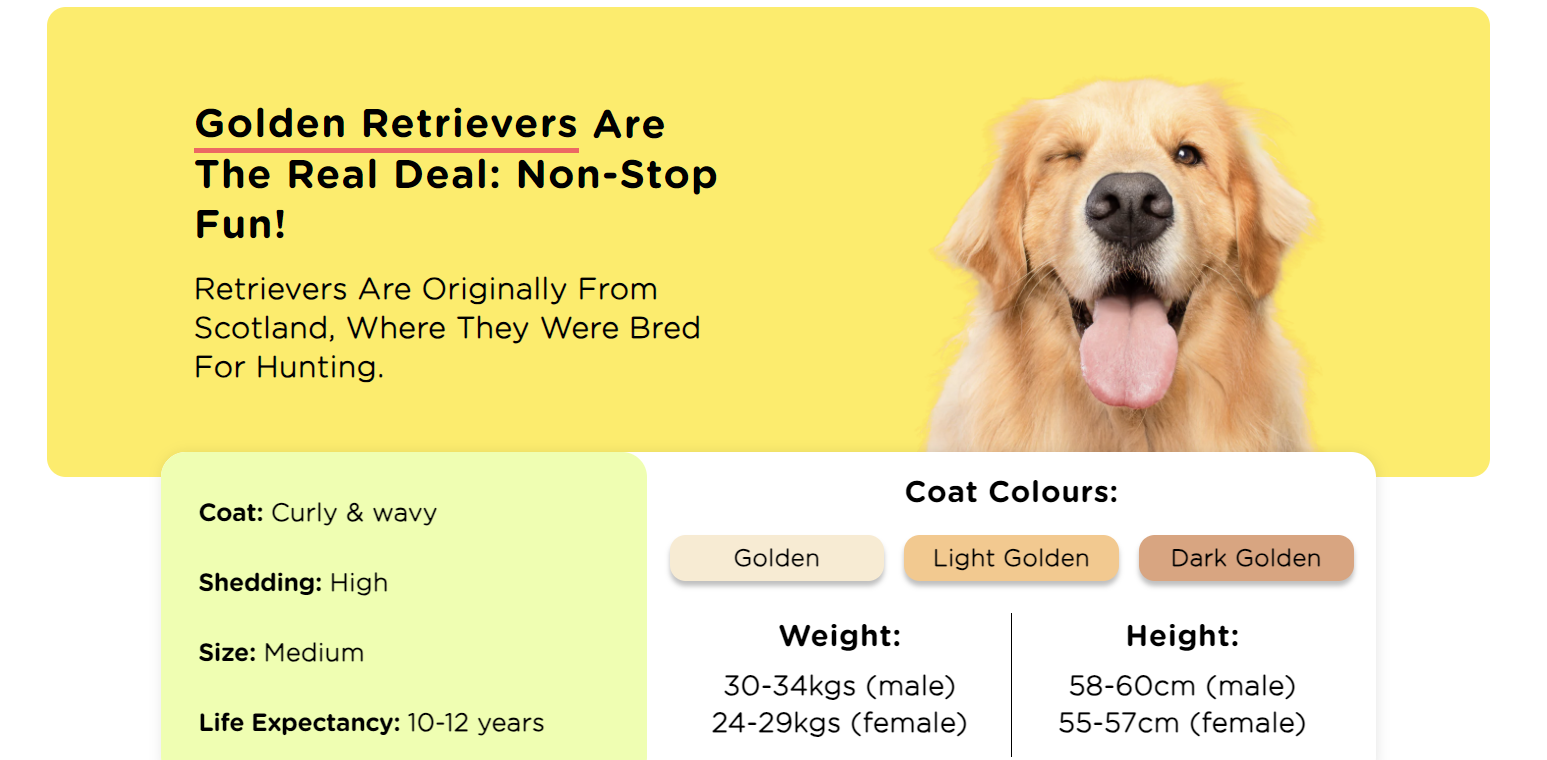 Golden Retrievers Are
The Real Deal: Non-Stop
Fun!
Retrievers Are Originally From
Scotland, Where They Were Bred
For Hunting.
Coat: Curly & wavy
Shedding: High
Size: Medium
Life Expectancy: 10-12 years
Coat Colours:
Golden
Light Golden
Dark Golden
Weight:
30-34kgs (male)
24-29kgs (female)
Height:
58-60cm (male)
55-57cm (female)